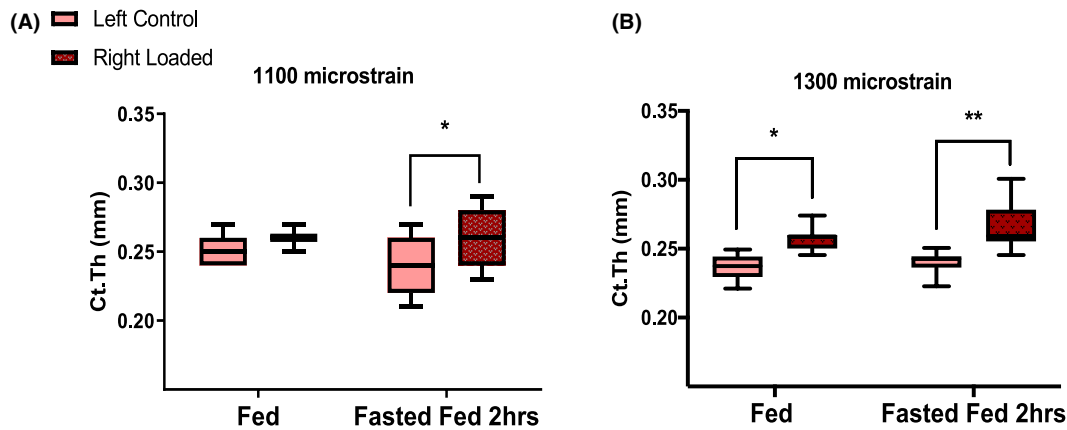 (A) Left Control
Right Loaded
1100 microstrain
0.35
0.30
0.25
0.20
Ct.Th (mm)
*
Fed
Fasted Fed 2hrs
(B)
1300 microstrain
0.35
0.30
0.25
0.20
Ct.Th (mm)
*
**
Fed
Fasted Fed 2hrs